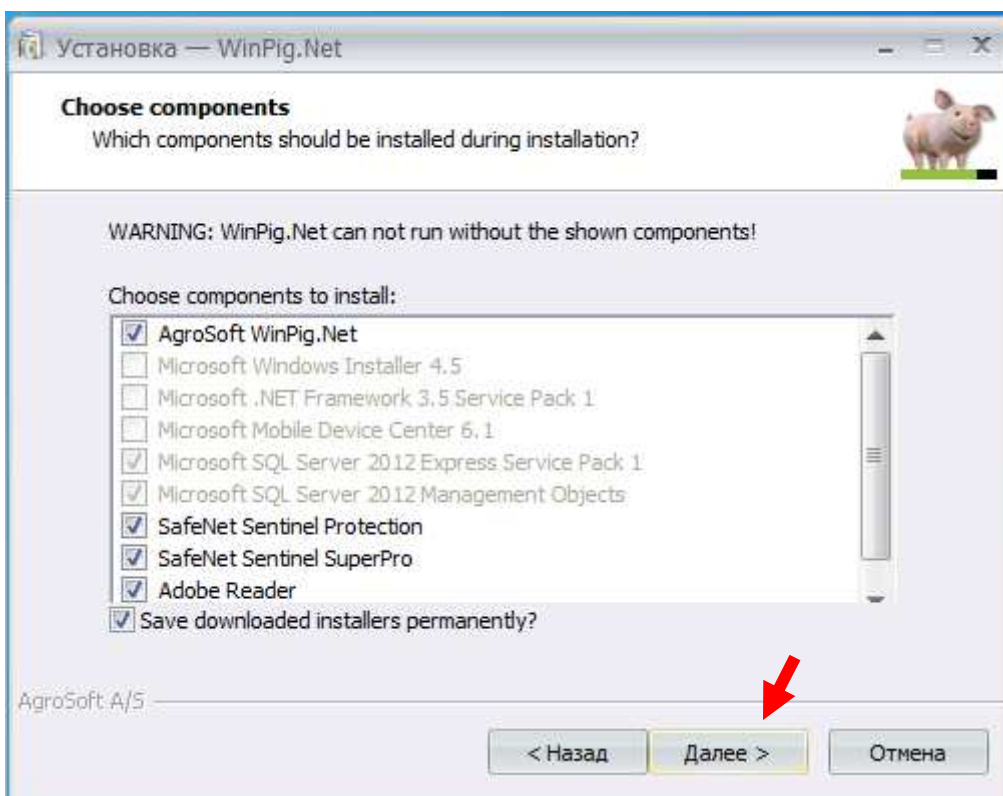 Установка — WinPig.Net
Choose components
Which components should be installed during installation?
WARNING: WinPig.Net can not run without the shown components!
Choose components to install:
AgroSoft WinPig.Net
Microsoft Windows Installer 4.5
Microsoft .NET Framework 3.5 Service Pack 1
Microsoft Mobile Device Center 6.1
Microsoft SQL Server 2012 Express Service Pack 1
Microsoft SQL Server 2012 Management Objects
SafeNet Sentinel Protection
SafeNet Sentinel SuperPro
Adobe Reader
Save downloaded installers permanently?
AgroSoft A/S
< Назад Далее > Отмена